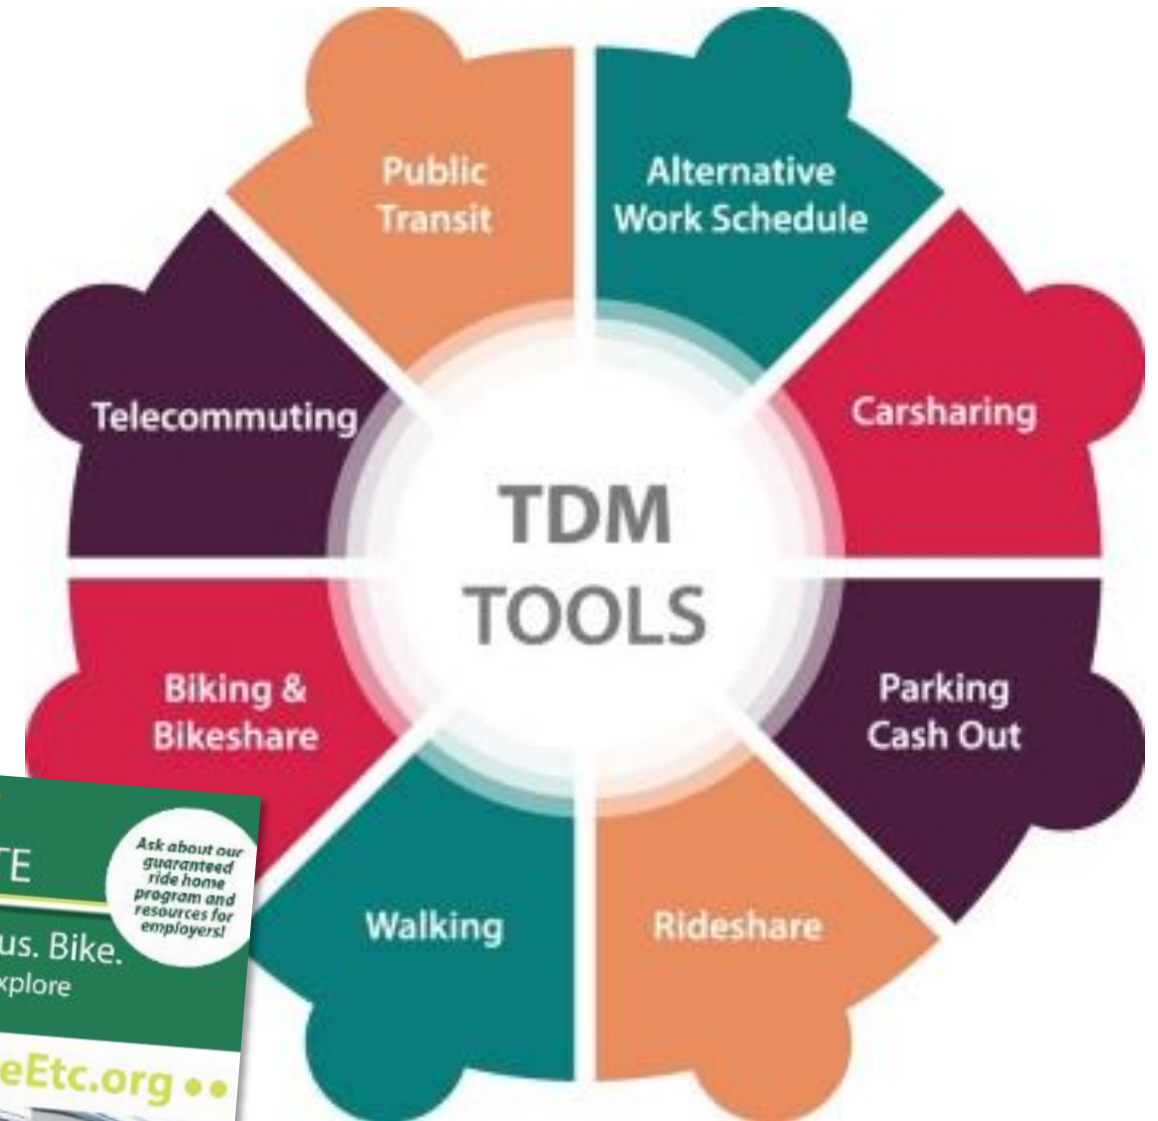 Public
Transit
Alternative
Work Schedule
Telecommuting
Carsharing
TDM
TOOLS
Biking &
Bikeshare
Parking
Cash Out
Walking
Rideshare
TE
Ask about our
guaranteed
ride home
program and
resources for
employers!
us. Bike.
xplore
eEtc.org